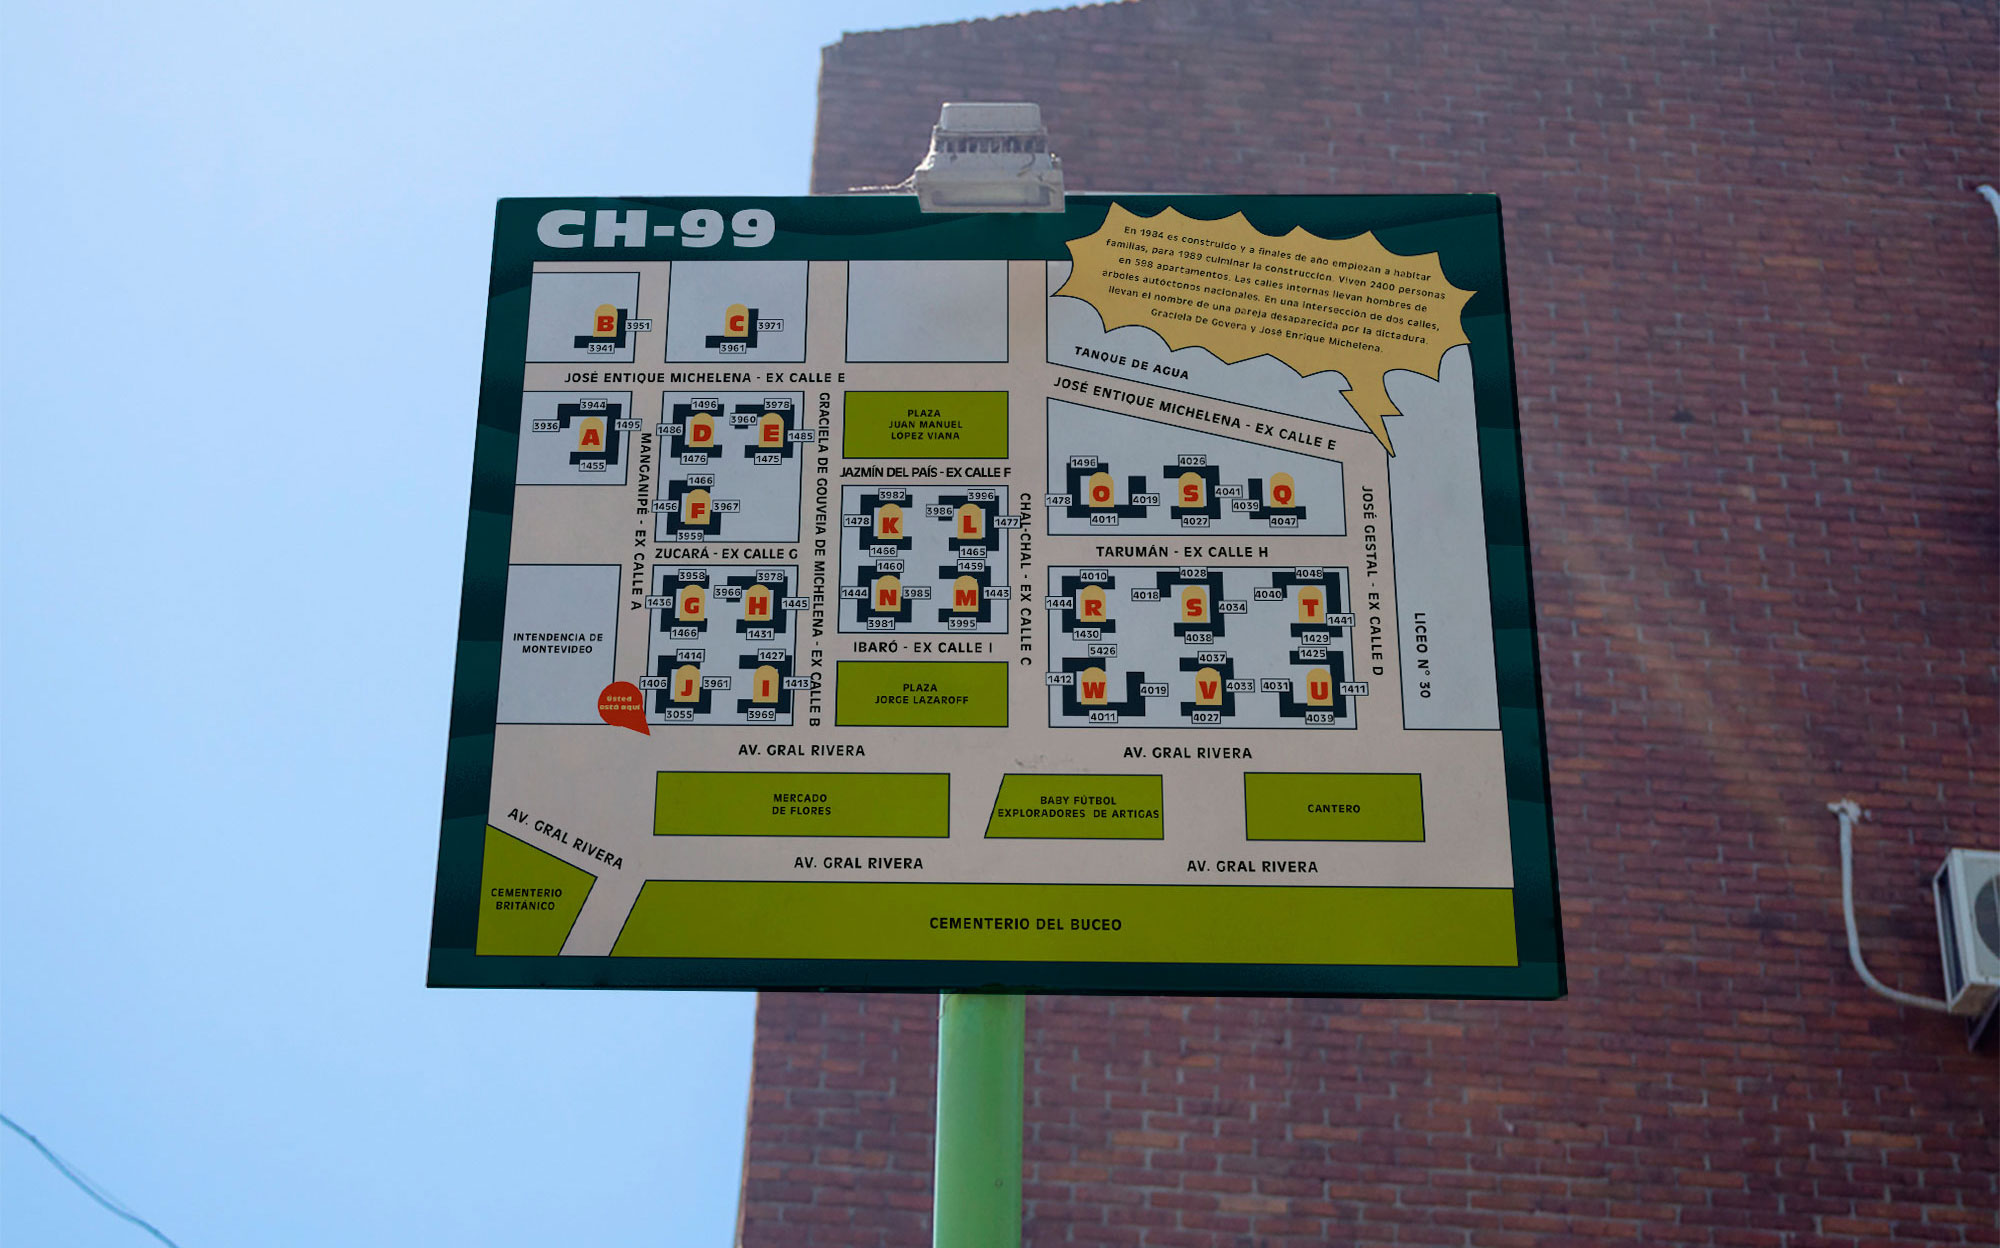 CH-99
En 1984 es construido y a finales de año empiezan a habitar
familias, para 1989 culminar la construcción. Viven 2400 personas
en 598 apartamentos. Las calles internas llevan hombres de
árboles autóctonos nacionales. En una intersección de dos calles,
llevan el nombre de una pareja desaparecida por la dictadura.
Graciela De Govera y José Enrique Michelena.
B
3951
3941
C
3971
3961
TANQUE DE AGUA
JOSÉ ENTIQUE MICHELENA - EX CALLE E
JOSÉ ENTIQUE MICHELENA - EX CALLE E
3944
3936
1495
A
1455
MANGANIPÉ - EX CALLE A
1496
1486
D
1476
3978
3960
E
1485
1475
1466
1456
F
3967
3959
GRACIELA DE GOUVEIA DE MICHELENA - EX CALLE B
PLAZA
JUAN MANUEL
LOPEZ VIANA
JAZMÍN DEL PAÍS - EX CALLE F
3982
1478
K
1466
3996
3986
L
1477
1465
1460
1444
N
3985
3981
1459
M
1443
3995
CHAL-CHAL - EX CALLE C
1496
1478
O
4019
4011
4026
S
4041
4027
Q
4039
4047
JOSÉ GESTAL - EX CALLE D
ZUCARÁ - EX CALLE G
TARUMÁN - EX CALLE H
INTENDENCIA DE
MONTEVIDEO
3958
1436
G
1466
3978
3966
H
1445
1431
1414
1406
J
3961
3055
1427
I
1413
3969
IBARÓ - EX CALLE I
PLAZA
JORGE LAZAROFF
4010
1444
R
1430
4028
4018
S
4034
4038
4048
4040
T
1441
1429
5426
1412
W
4019
4011
4037
V
4033
4027
1425
4031
U
1411
4039
LICEO N° 30
Usted
está aquí
AV. GRAL RIVERA
AV. GRAL RIVERA
MERCADO
DE FLORES
BABY FÚTBOL
EXPLORADORES DE ARTIGAS
CANTERO
AV. GRAL RIVERA
AV. GRAL RIVERA
AV. GRAL RIVERA
CEMENTERIO
BRITÁNICO
CEMENTERIO DEL BUCEO